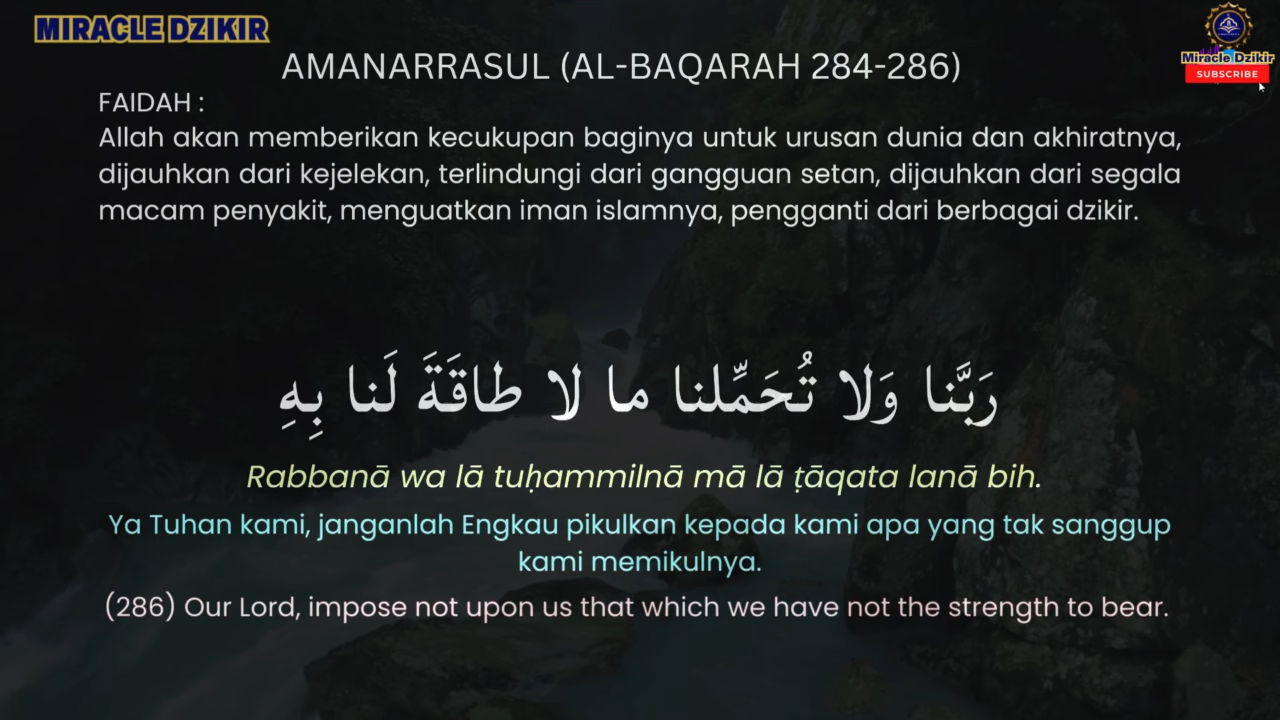 MIRACLE DZIKIR
Miracle Dzikir
SUBSCRIBE
AMANARRASUL (AL-BAQARAH 284-286)
FAIDAH :
Allah akan memberikan kecukupan baginya untuk urusan dunia dan akhiratnya,
dijauhkan dari kejelekan, terlindungi dari gangguan setan, dijauhkan dari segala
macam penyakit, menguatkan iman islamnya, pengganti dari berbagai dzikir.
رَبَّنا وَلا تُحَمِّلنا ما لا طاقَةَ لَنا بِهِ
Rabbanā wa lā tuḥammilnā mā lā ṭāqata lanā bih.
Ya Tuhan kami, janganlah Engkau pikulkan kepada kami apa yang tak sanggup
kami memikulnya.
(286) Our Lord, impose not upon us that which we have not the strength to bear.